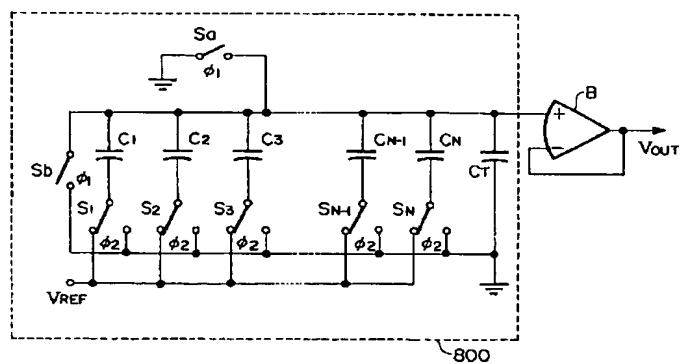 Sa
φ1
B
+
−
VOUT
C1 C2 C3 CN-1 CN CT
Sb
φ1
S1 S2 S3 SN-1 SN
φ2 φ2 φ2 φ2
VREF
800